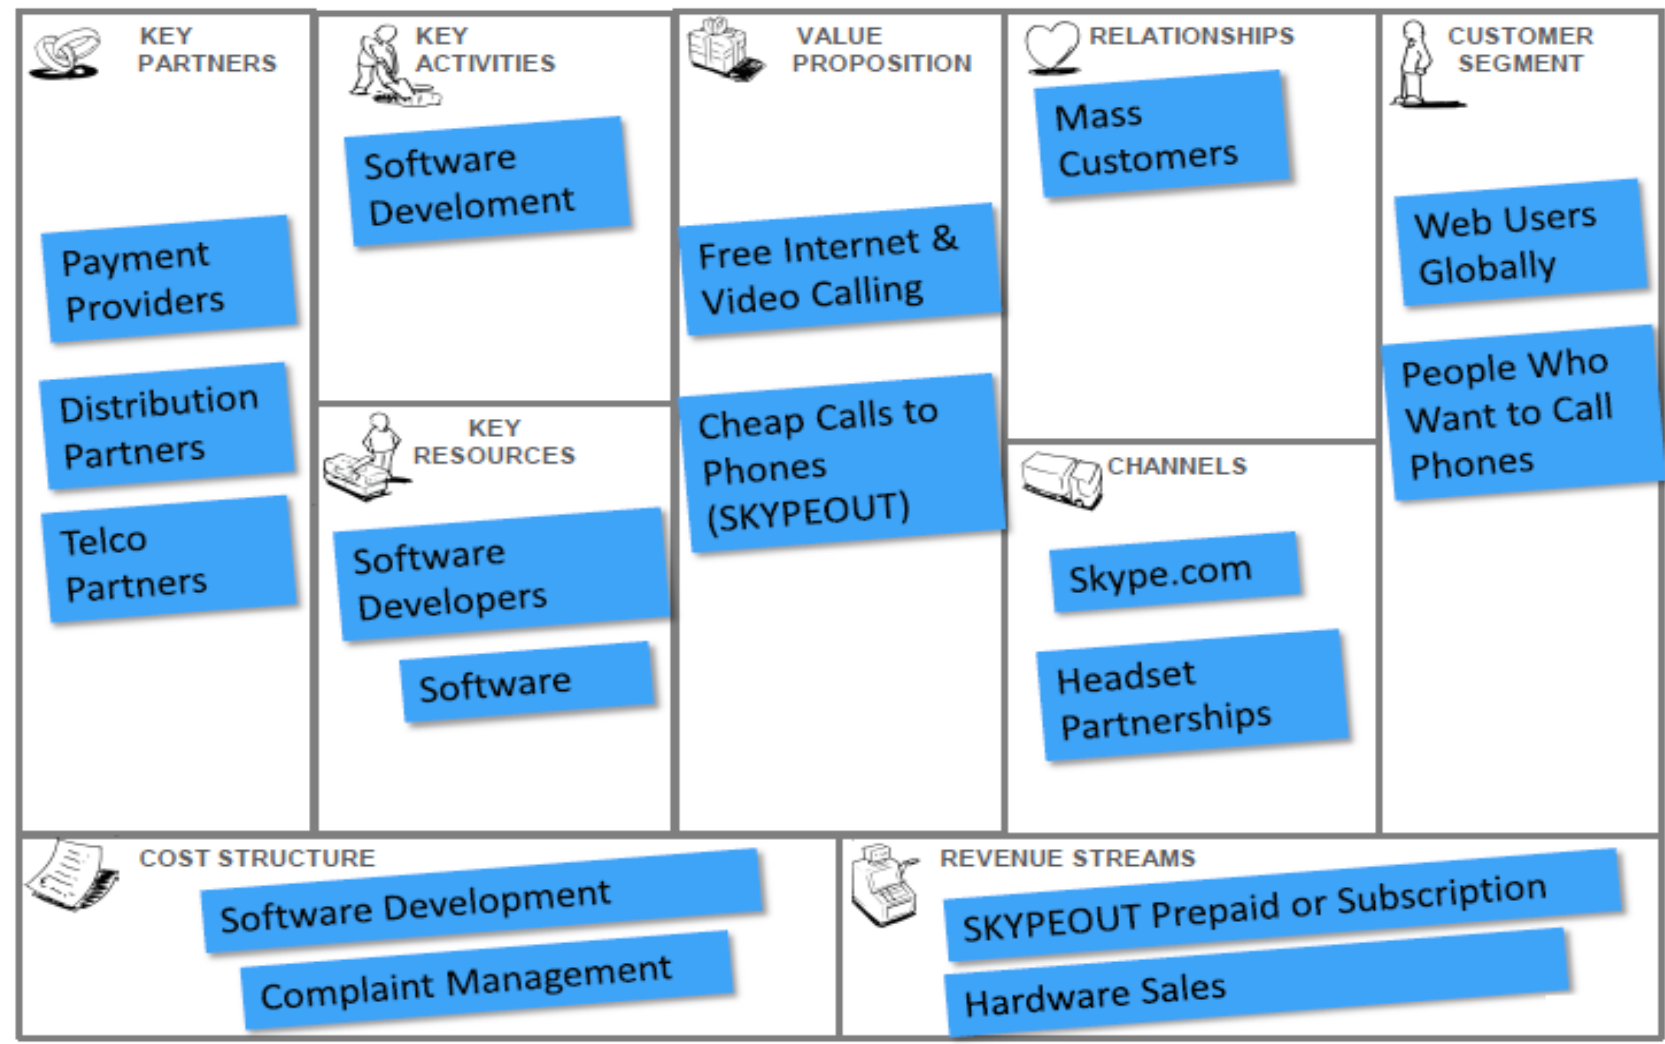 KEY
PARTNERS
Payment
Providers
Distribution
Partners
Telco
Partners
KEY
ACTIVITIES
Software
Develoment
KEY
RESOURCES
Software
Developers
Software
VALUE
PROPOSITION
Free Internet &
Video Calling
Cheap Calls to
Phones
(SKYPEOUT)
RELATIONSHIPS
Mass
Customers
CHANNELS
Skype.com
Headset
Partnerships
CUSTOMER
SEGMENT
Web Users
Globally
People Who
Want to Call
Phones
COST STRUCTURE
Software Development
Complaint Management
REVENUE STREAMS
SKYPEOUT Prepaid or Subscription
Hardware Sales